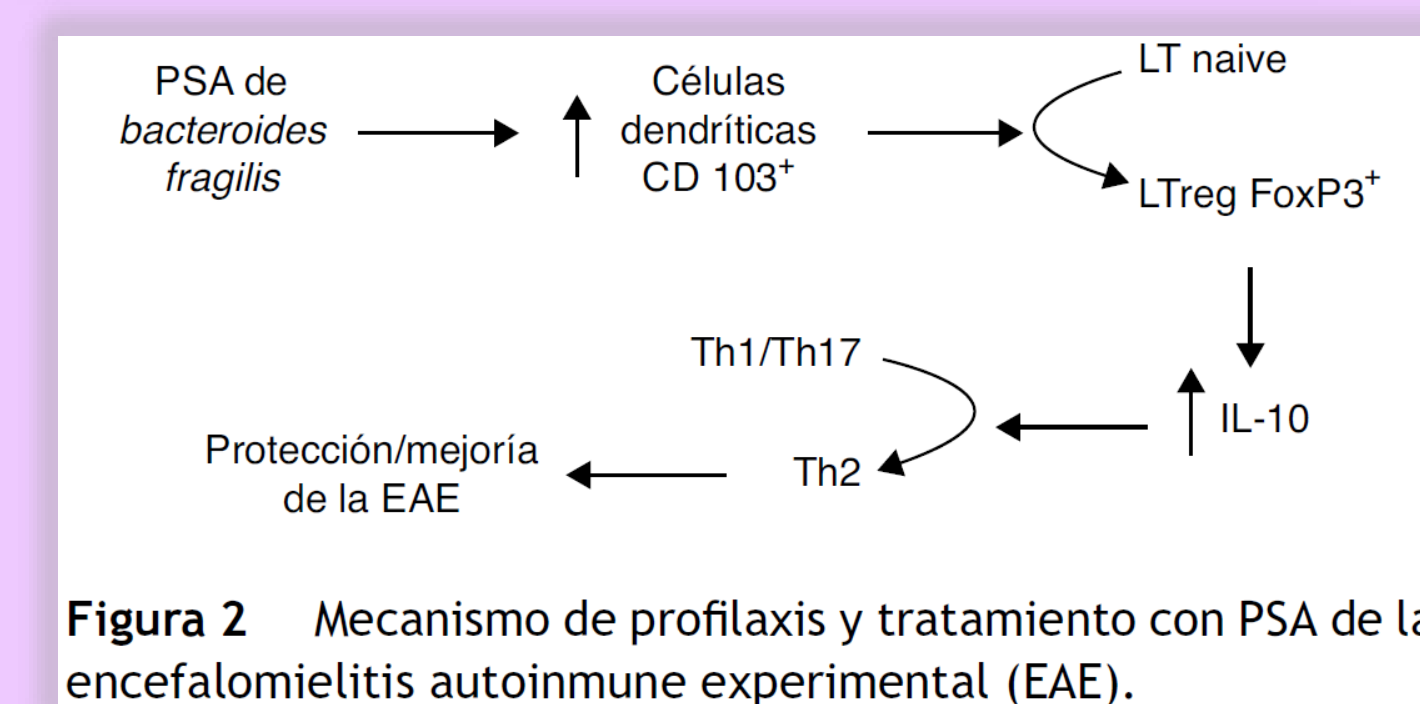 PSA de
bacteroides
fragilis
Células
dendríticas
CD 103+
LT naive
LTreg FoxP3+
IL-10
Th1/Th17
Th2
Protección/mejoría
de la EAE
Figura 2 Mecanismo de profilaxis y tratamiento con PSA de la
encefalomielitis autoinmune experimental (EAE).